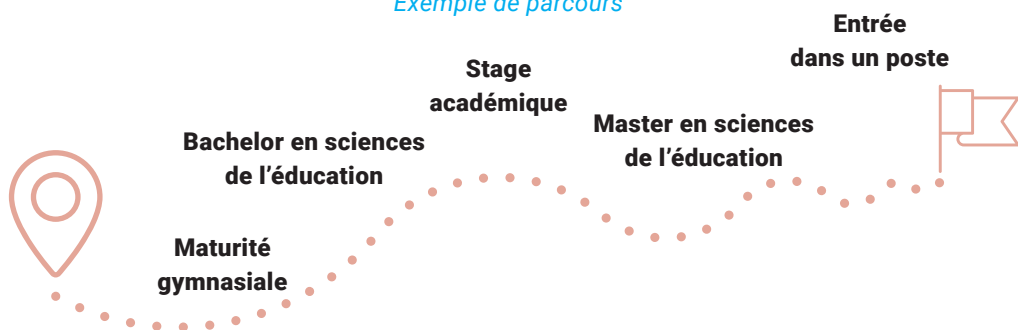 Exemple de parcours
Entrée
dans un poste
Stage
académique
Master en sciences
de l’éducation
Bachelor en sciences
de l’éducation
Maturité
gymnasiale